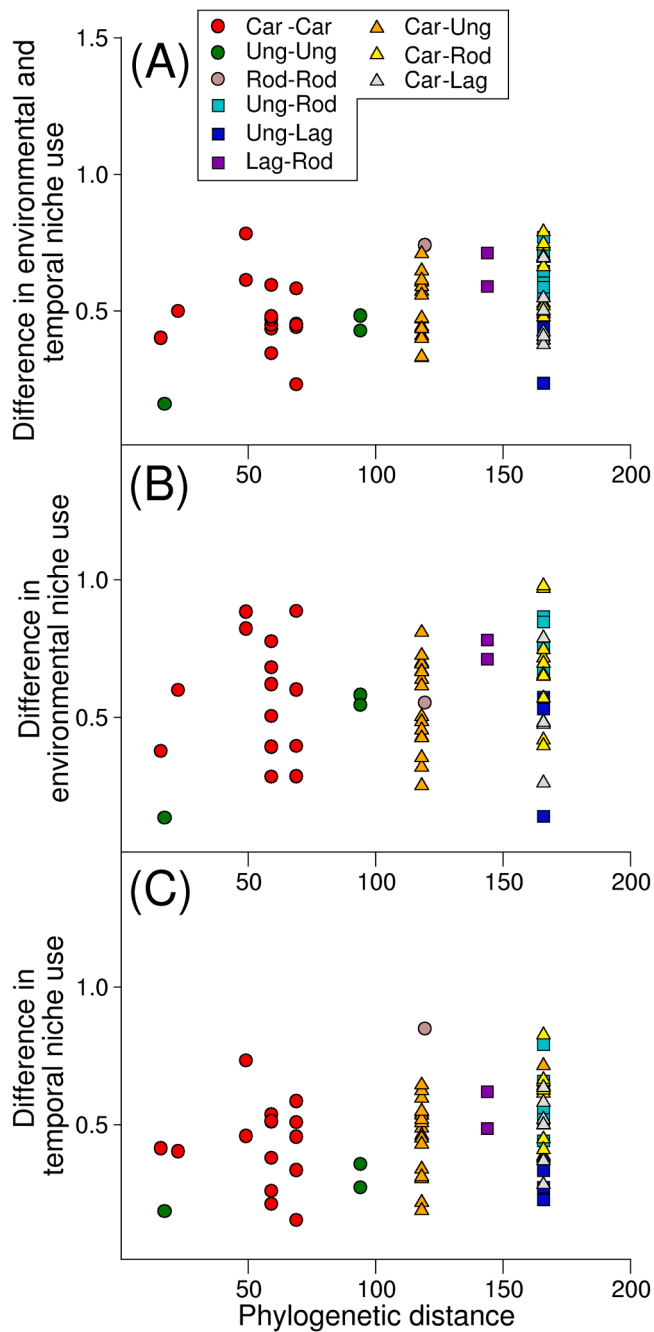 (A)
Car -Car
Ung-Ung
Rod-Rod
Ung-Rod
Ung-Lag
Lag-Rod
Car-Ung
Car-Rod
Car-Lag
Difference in environmental and
temporal niche use
1.5
1.0
0.5
50
100
150
200
(B)
Difference in
environmental niche use
1.0
0.5
50
100
150
200
(C)
Difference in
temporal niche use
1.0
0.5
50
100
150
200
Phylogenetic distance